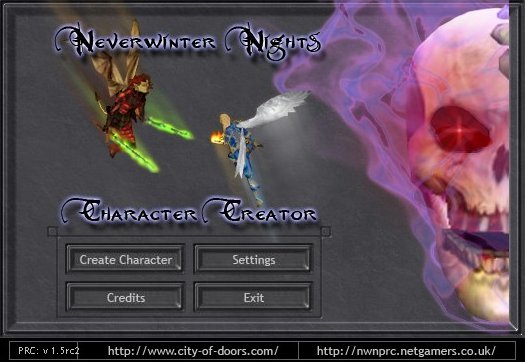 Neverwinter Nights
Character Creator
Create Character Settings
Credits Exit
PRC: v 1.5rc2 http://www.city-of-doors.com/ http://nwnprc.netgamers.co.uk/